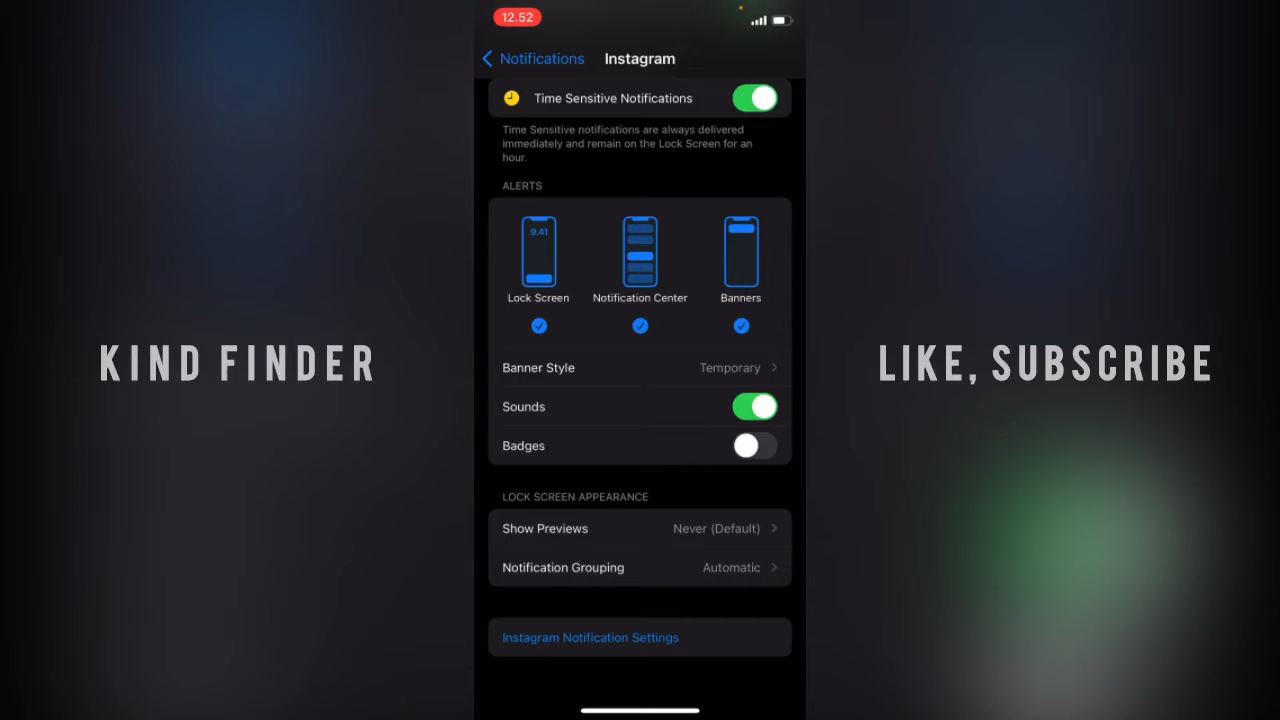 12.52
Notifications
Instagram
Time Sensitive Notifications
Time Sensitive notifications are always delivered
immediately and remain on the Lock Screen for an
hour.
ALERTS
9.41
Lock Screen
Notification Center
Banners
KIND FINDER
LIKE, SUBSCRIBE
Banner Style
Temporary
Sounds
Badges
LOCK SCREEN APPEARANCE
Show Previews
Never (Default)
Notification Grouping
Automatic
Instagram Notification Settings